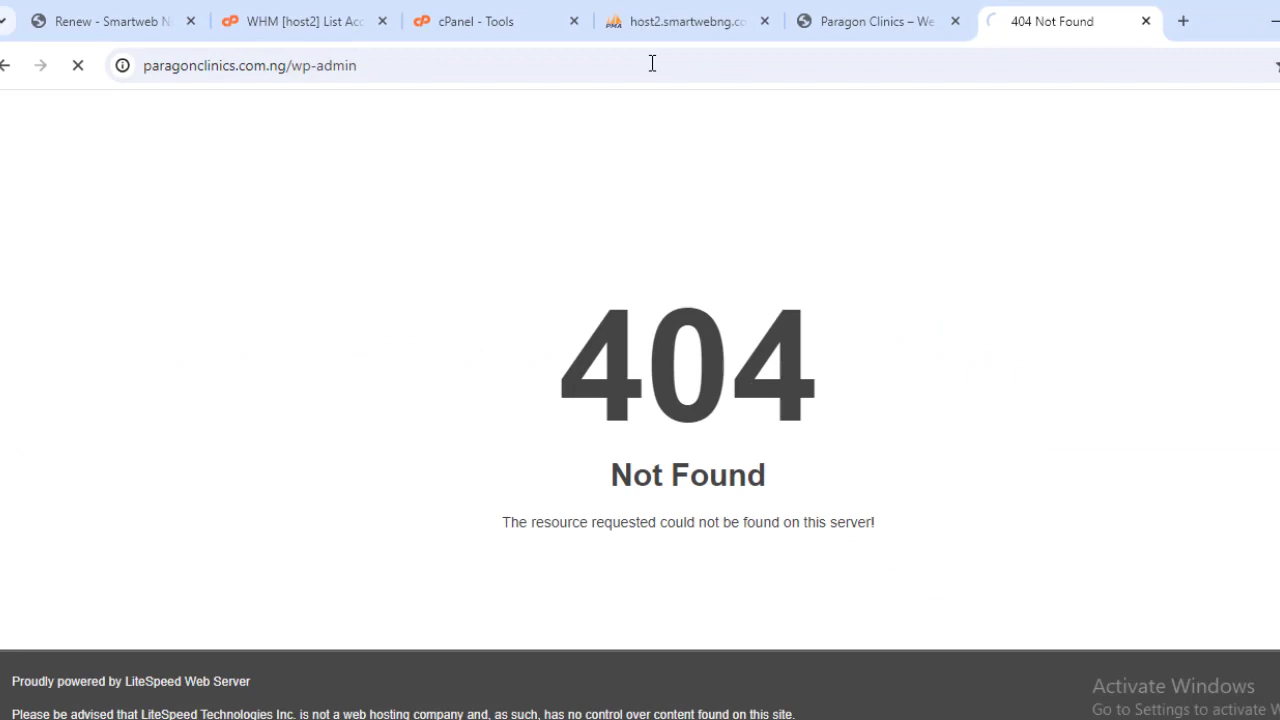 Renew - Smartweb N
WHM [host2] List Acc
cPanel - Tools
host2.smartwebng.co
Paragon Clinics – We
404 Not Found
paragonclinics.com.ng/wp-admin
404
Not Found
The resource requested could not be found on this server!
Proudly powered by LiteSpeed Web Server
Activate Windows
Go to Settings to activate W
Please be advised that LiteSpeed Technologies Inc. is not a web hosting company and, as such, has no control over content found on this site.